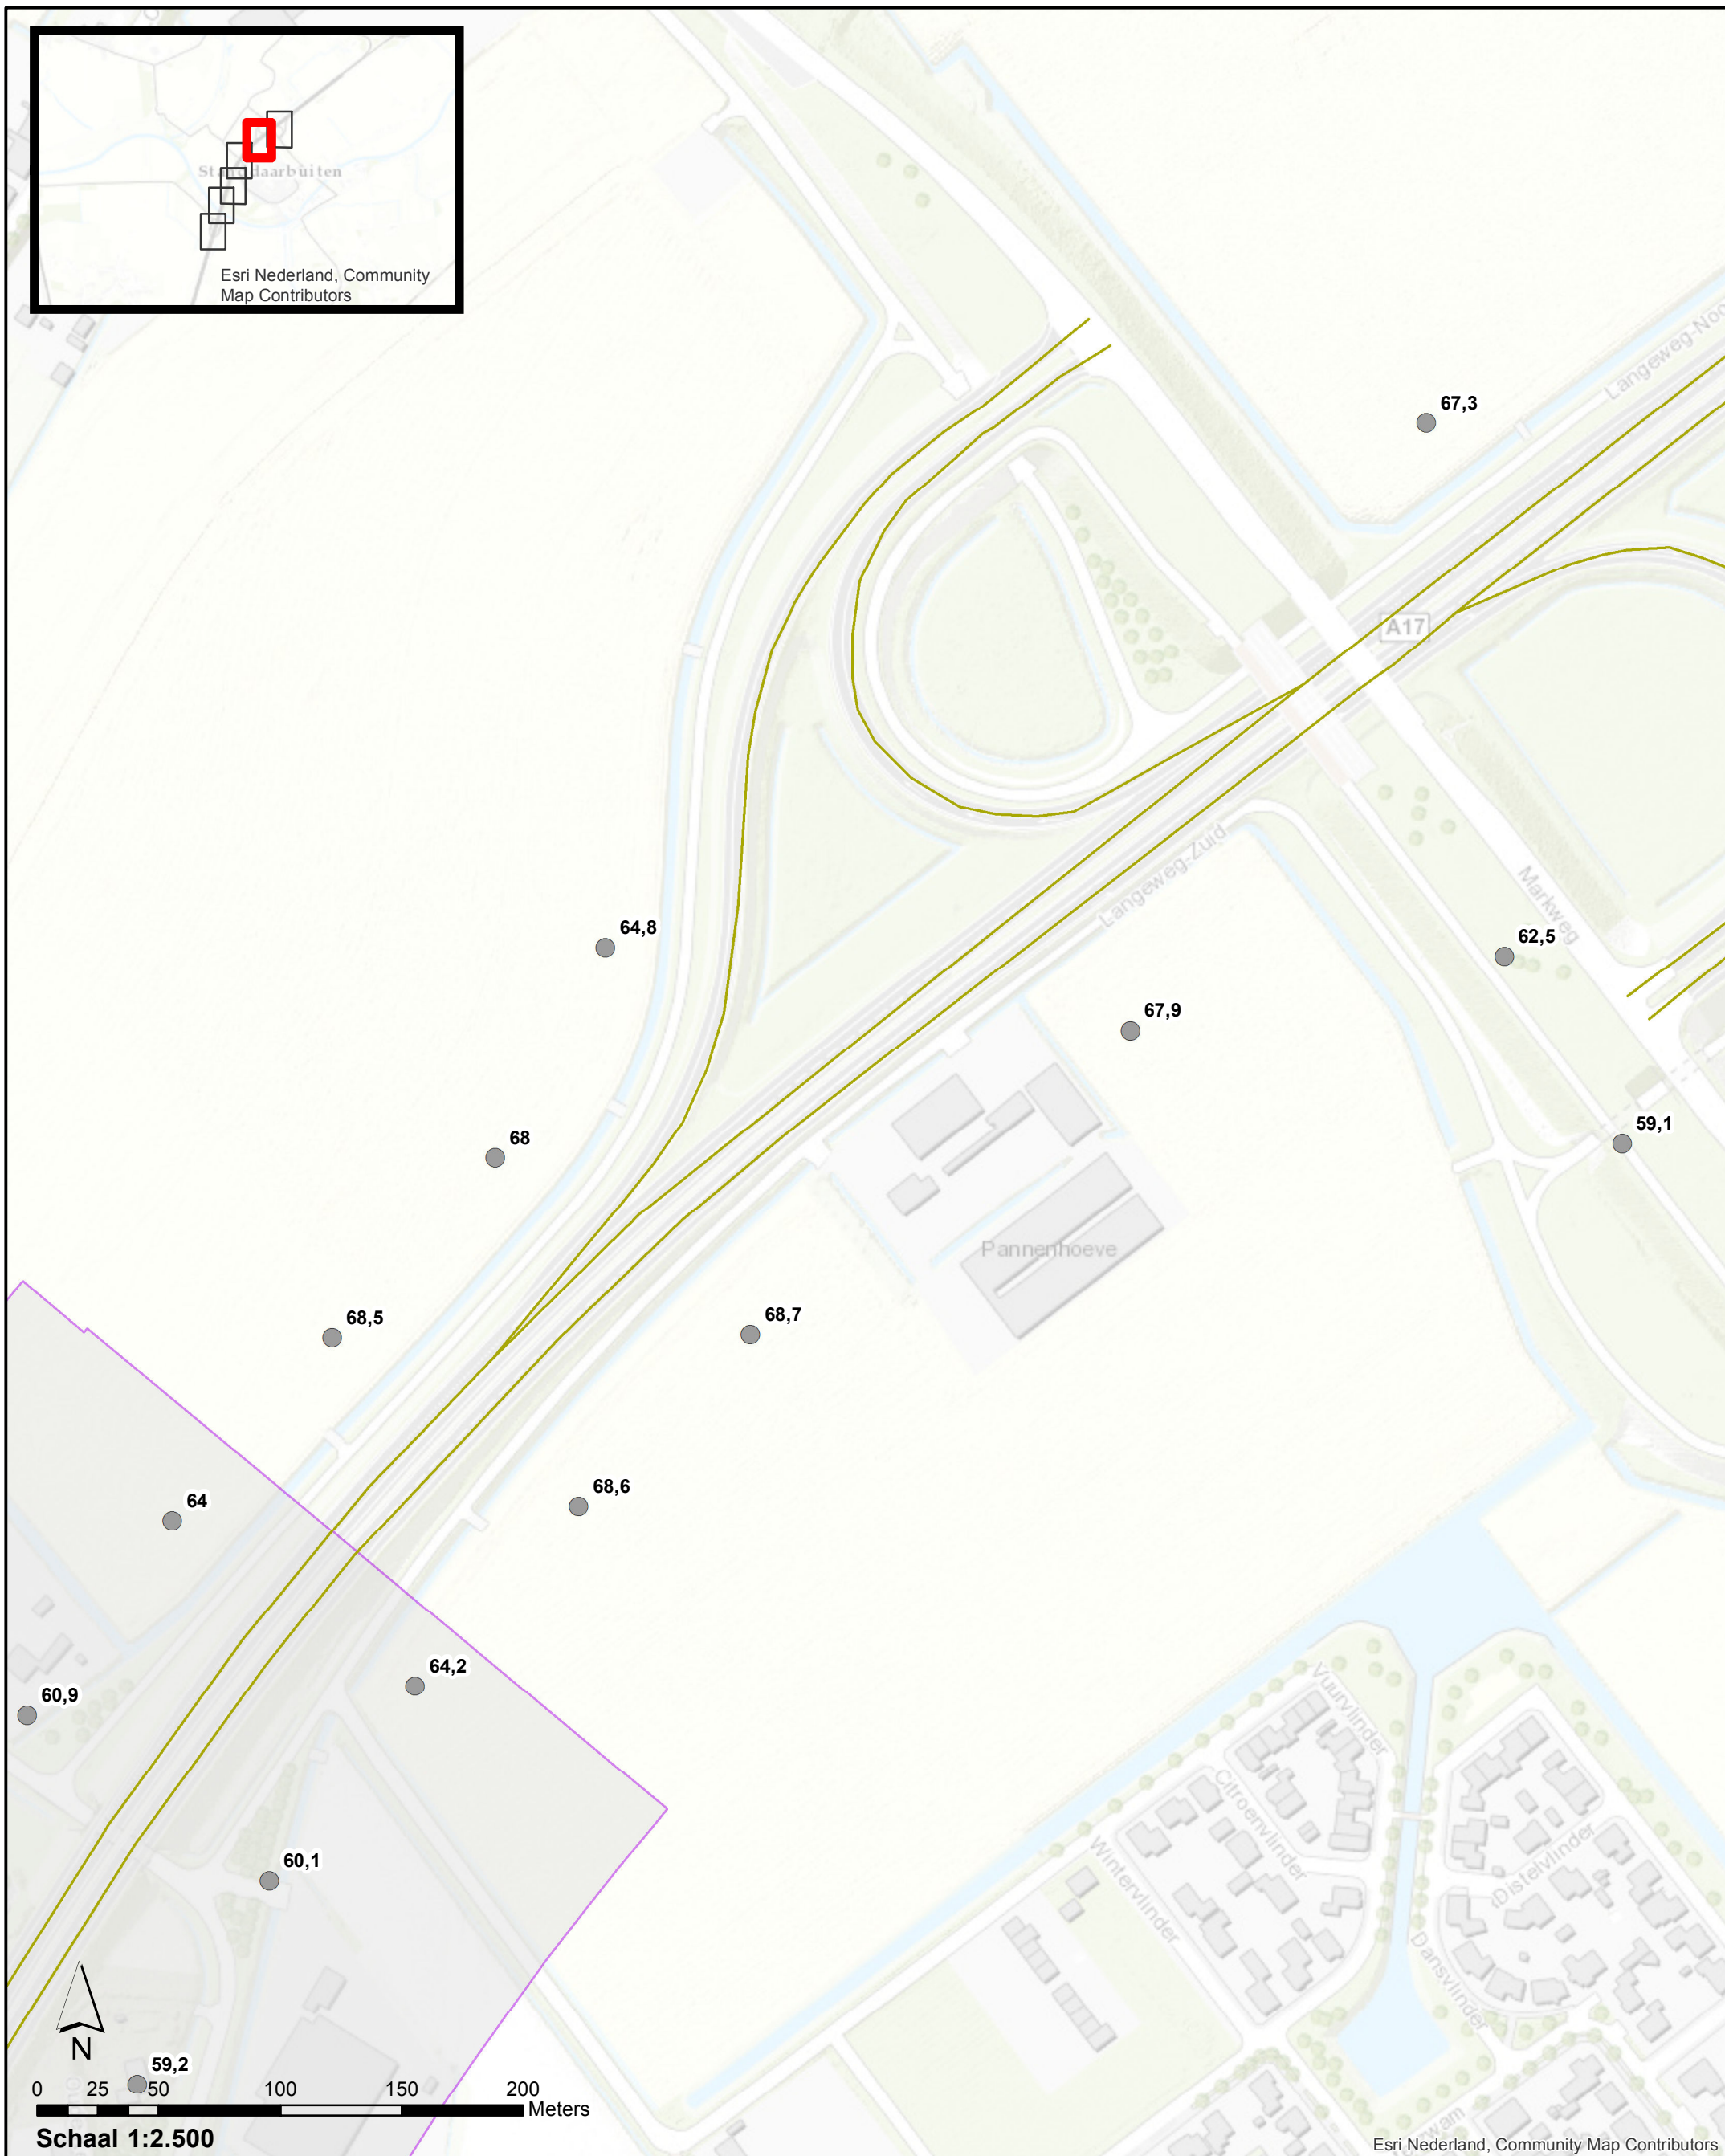 Esri Nederland, Community
Map Contributors
Langeweg-Noo
67,3
A17
Langeweg-Zuid
Markweg
64,8
62,5
67,9
59,1
68
Pannenhoeve
68,5
68,7
64
68,6
64,2
60,9
Vuurvlinder
Citroenvlinder
Wintervlinder
Distelvlinder
Dansvlinder
60,1
N
59,2
0 25 50 100 150 200
Meters
Schaal 1:2.500
Esri Nederland, Community Map Contributors